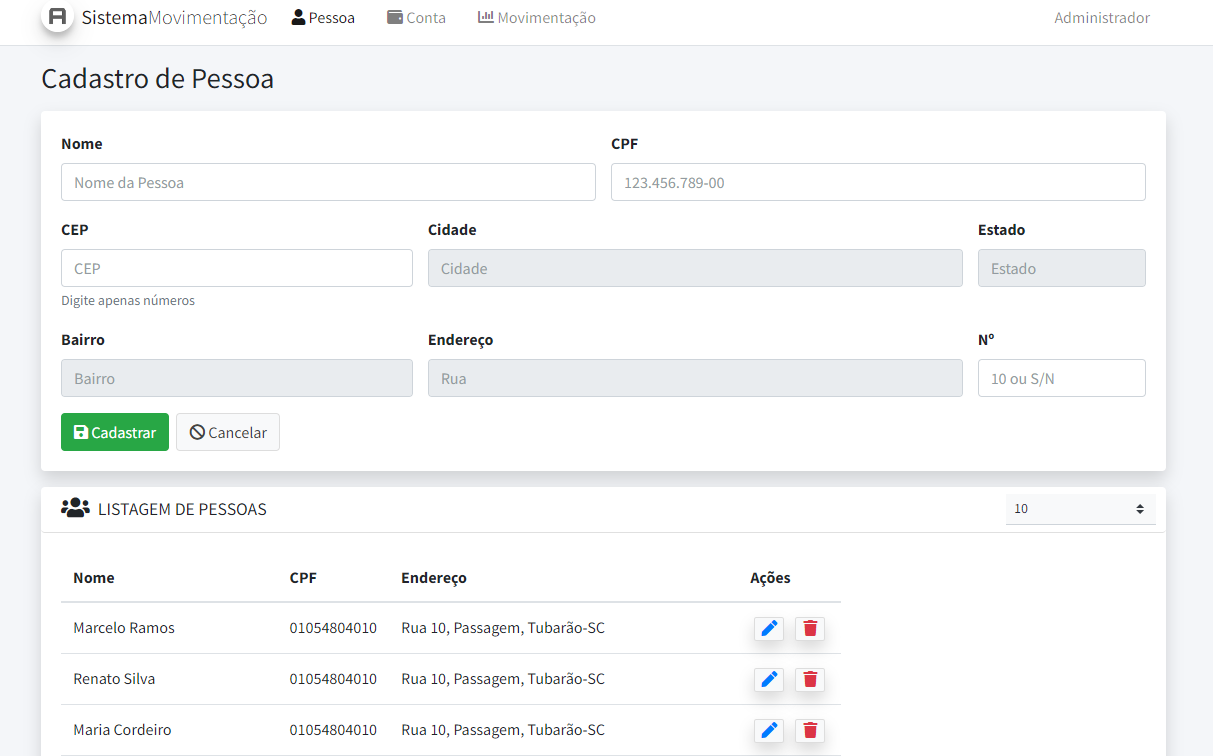 SistemaMovimentação Pessoa Conta Movimentação Administrador
Cadastro de Pessoa
Nome CPF
Nome da Pessoa 123.456.789-00
CEP Cidade Estado
CEP Cidade Estado
Digite apenas números
Bairro Endereço Nº
Bairro Rua 10 ou S/N
Cadastrar Cancelar
LISTAGEM DE PESSOAS 10
Nome CPF Endereço Ações
Marcelo Ramos 01054804010 Rua 10, Passagem, Tubarão-SC
Renato Silva 01054804010 Rua 10, Passagem, Tubarão-SC
Maria Cordeiro 01054804010 Rua 10, Passagem, Tubarão-SC